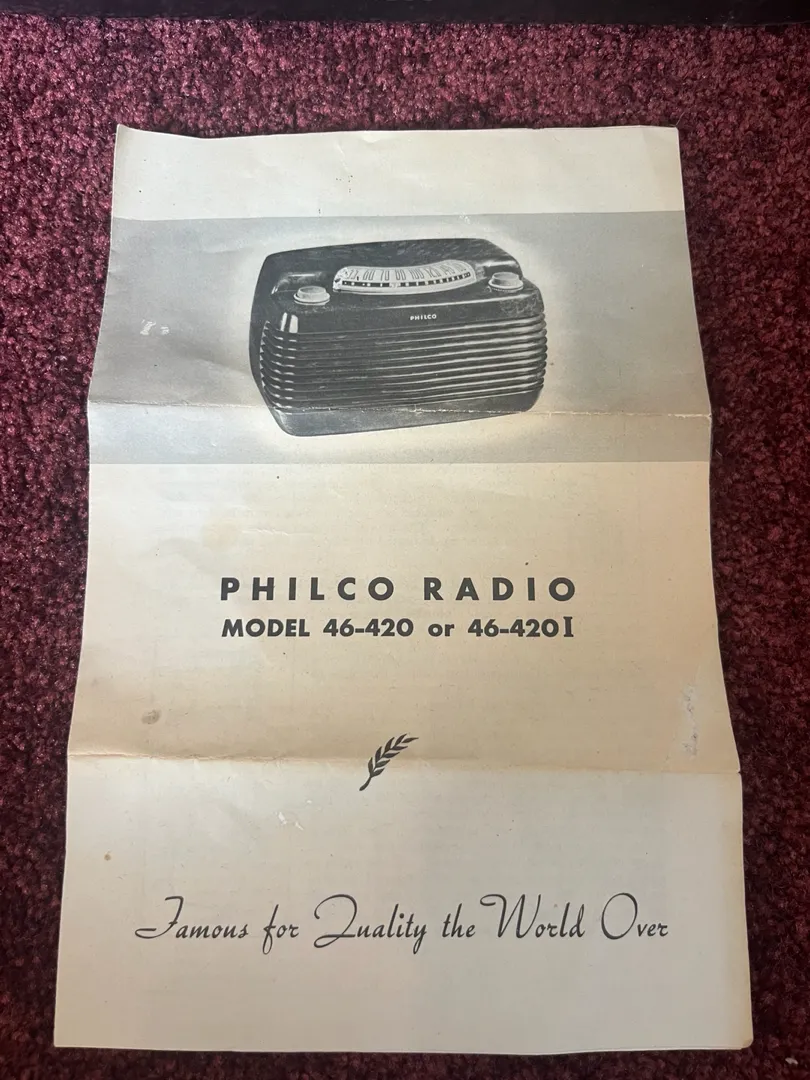 PHILCO
PHILCO RADIO
MODEL 46-420 or 46-420I
Famous for Quality the World Over